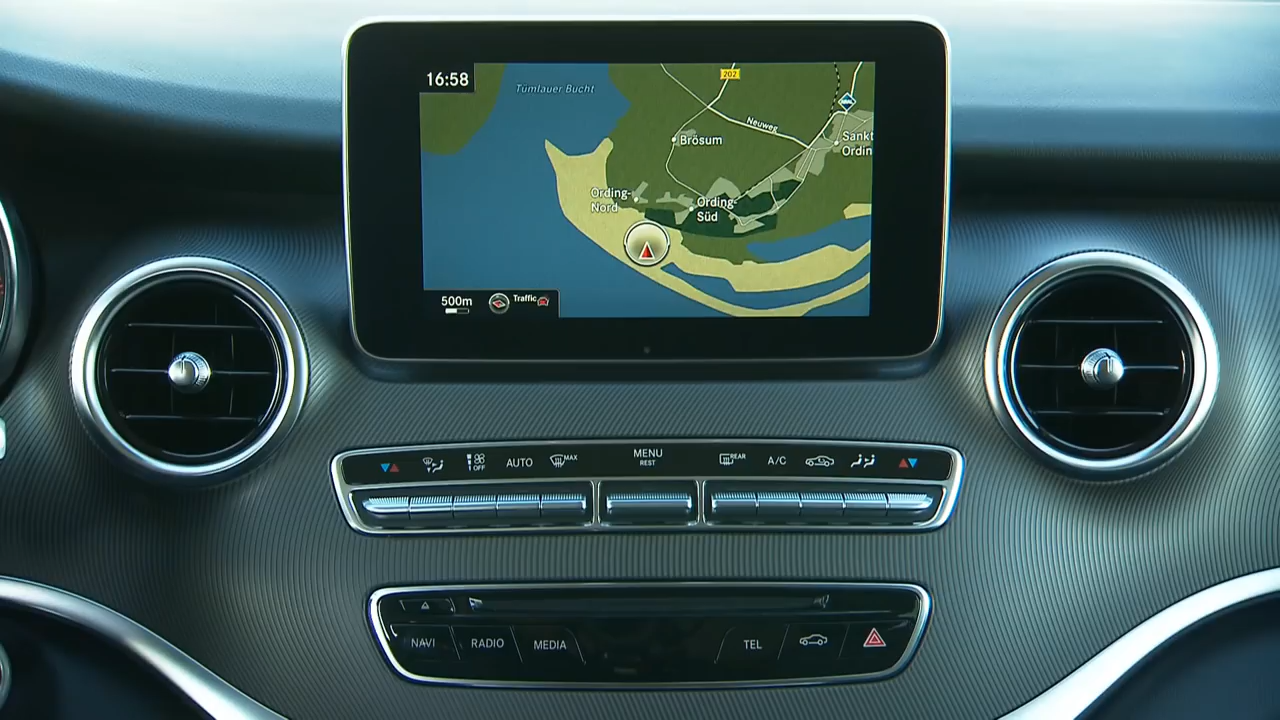 16:58
Tümlauer Bucht
202
Neuweg
Brösum
Sankt
Ordin
Ording-
Nord
Ording-
Süd
500m
Traffic
OFF
AUTO
MAX
MENU
REST
REAR
A/C
NAVI
RADIO
MEDIA
TEL